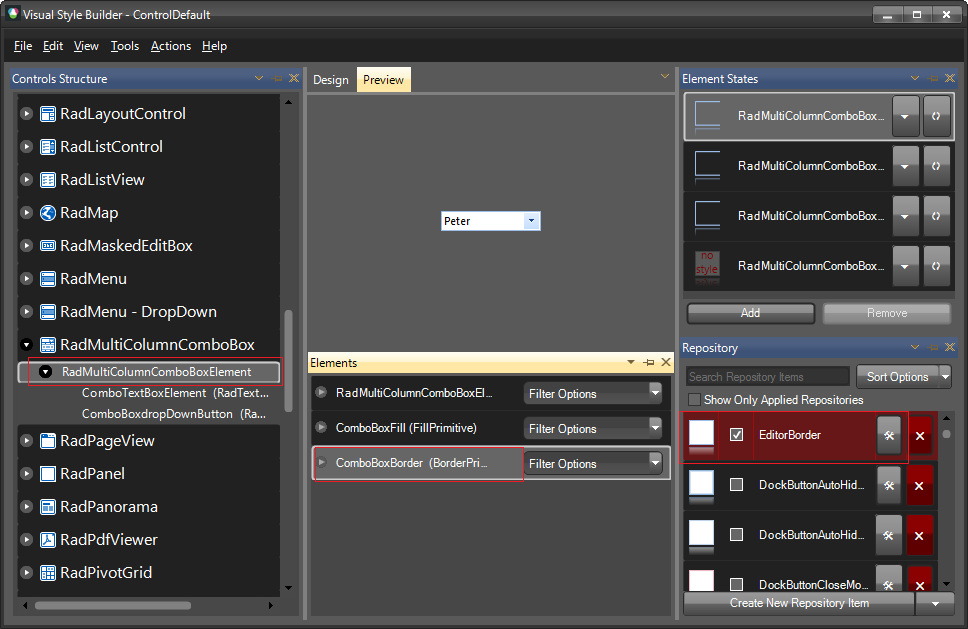 Visual Style Builder - ControlDefault
File Edit View Tools Actions Help
Controls Structure
RadLayoutControl
RadListControl
RadListView
RadMap
RadMaskedEditBox
RadMenu
RadMenu - DropDown
RadMultiColumnComboBox
RadMultiColumnComboBoxElement
ComboTextBoxElement (RadText...
ComboBoxdropDownButton (Ra...
RadPageView
RadPanel
RadPanorama
RadPdfViewer
RadPivotGrid
Design Preview
Peter
Elements
RadMultiColumnComboBoxEl... Filter Options
ComboBoxFill (FillPrimitive) Filter Options
ComboBoxBorder (BorderPri... Filter Options
Element States
RadMultiColumnComboBox...
RadMultiColumnComboBox...
RadMultiColumnComboBox...
no
style
RadMultiColumnComboBox...
Add Remove
Repository
Search Repository Items Sort Options
Show Only Applied Repositories
EditorBorder
DockButtonAutoHid...
DockButtonAutoHid...
DockButtonCloseMo...
Create New Repository Item